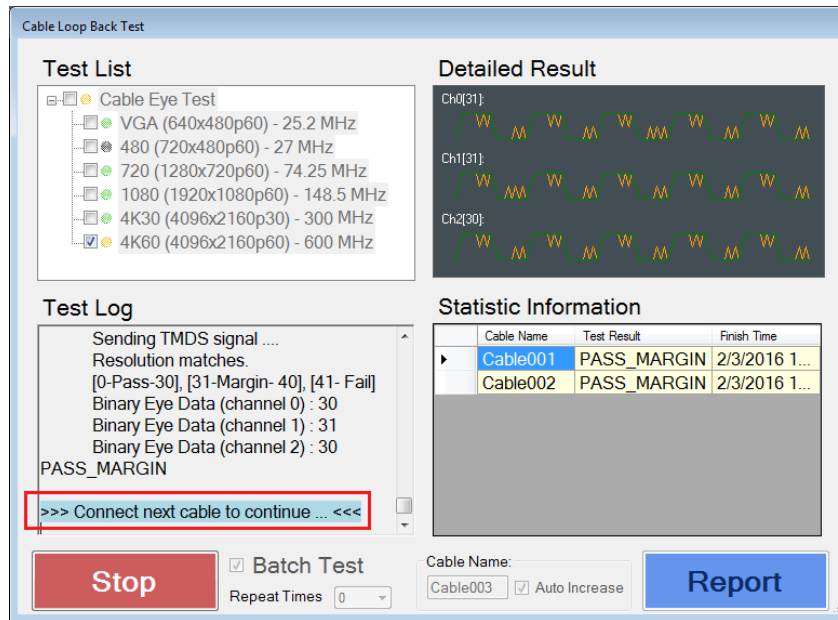 Cable Loop Back Test
Test List
Cable Eye Test
VGA (640x480p60) - 25.2 MHz
480 (720x480p60) - 27 MHz
720 (1280x720p60) - 74.25 MHz
1080 (1920x1080p60) - 148.5 MHz
4K30 (4096x2160p30) - 300 MHz
4K60 (4096x2160p60) - 600 MHz
Detailed Result
Ch0[31]:
Ch1[31]:
Ch2[30]:
Test Log
Sending TMDS signal ....
Resolution matches.
[0-Pass-30], [31-Margin- 40], [41- Fail]
Binary Eye Data (channel 0) : 30
Binary Eye Data (channel 1) : 31
Binary Eye Data (channel 2) : 30
PASS_MARGIN
>>> Connect next cable to continue ... <<<
Statistic Information
Cable Name Test Result Finish Time
Cable001 PASS_MARGIN 2/3/2016 1...
Cable002 PASS_MARGIN 2/3/2016 1...
Stop
Batch Test
Repeat Times 0
Cable Name:
Cable003 Auto Increase
Report